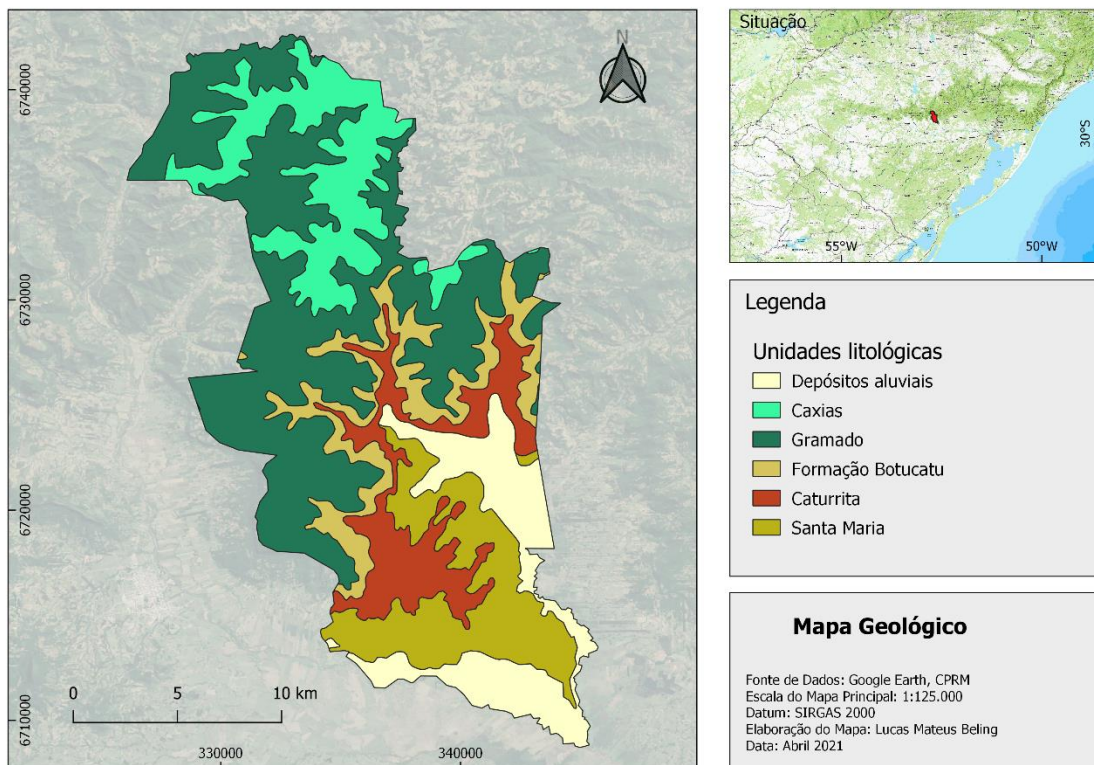 N
6740000
6730000
6720000
6710000
0 5 10 km
330000 340000
Situação
30°S
55°W 50°W
Legenda
Unidades litológicas
Depósitos aluviais
Caxias
Gramado
Formação Botucatu
Caturrita
Santa Maria
Mapa Geológico
Fonte de Dados: Google Earth, CPRM
Escala do Mapa Principal: 1:125.000
Datum: SIRGAS 2000
Elaboração do Mapa: Lucas Mateus Beling
Data: Abril 2021